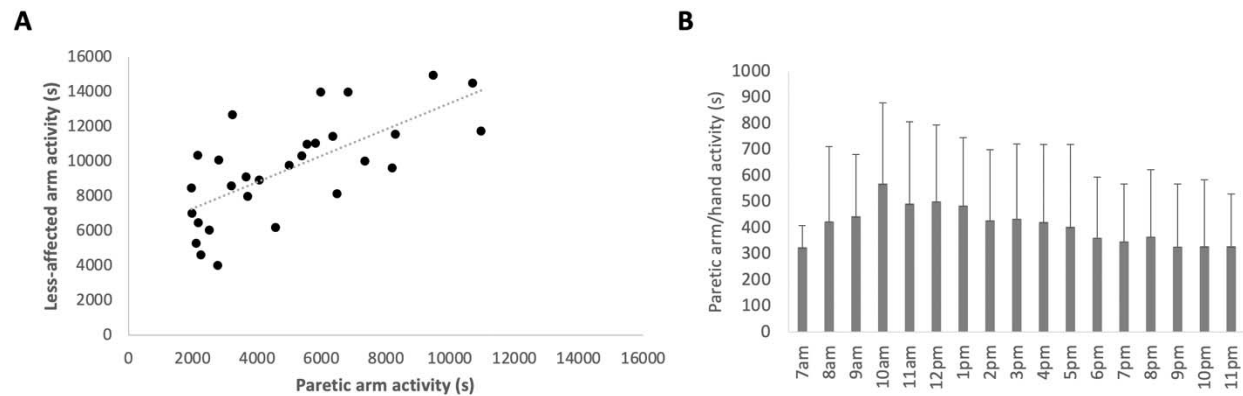 A
Less-affected arm activity (s)
16000
14000
12000
10000
8000
6000
4000
2000
0
0 2000 4000 6000 8000 10000 12000 14000 16000
Paretic arm activity (s)
B
Paretic arm/hand activity (s)
1000
900
800
700
600
500
400
300
200
100
0
7am 8am 9am 10am 11am 12pm 1pm 2pm 3pm 4pm 5pm 6pm 7pm 8pm 9pm 10pm 11pm